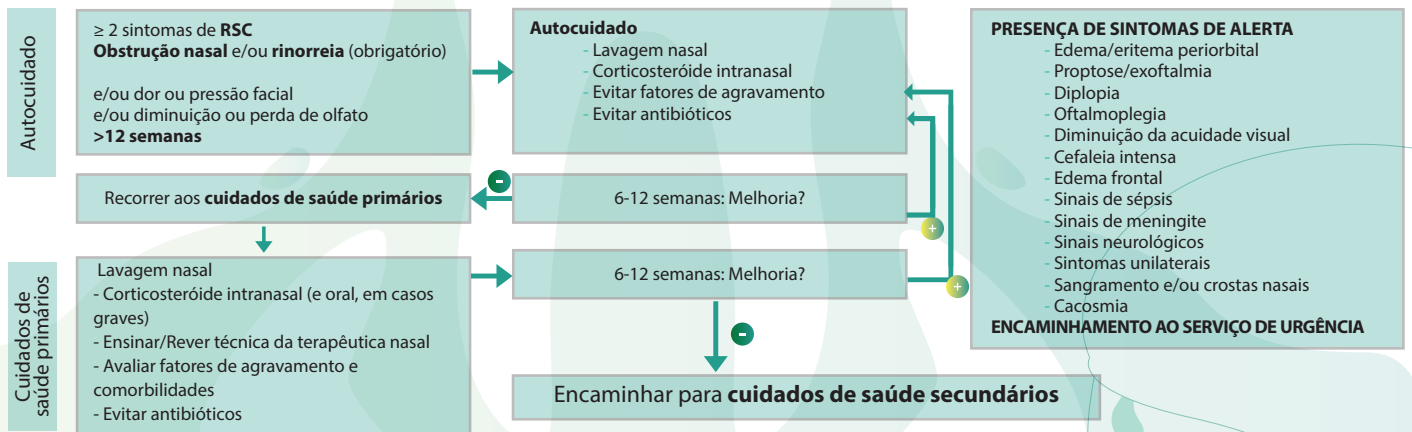 Autocuidado
≥ 2 sintomas de RSC
Obstrução nasal e/ou rinorreia (obrigatório)
e/ou dor ou pressão facial
e/ou diminuição ou perda de olfato
>12 semanas
Autocuidado
- Lavagem nasal
- Corticosteróide intranasal
- Evitar fatores de agravamento
- Evitar antibióticos
Recorrer aos cuidados de saúde primários
-
6-12 semanas: Melhoria?
+
Cuidados de
saúde primários
Lavagem nasal
- Corticosteróide intranasal (e oral, em casos
graves)
- Ensinar/Rever técnica da terapêutica nasal
- Avaliar fatores de agravamento e
comorbilidades
- Evitar antibióticos
6-12 semanas: Melhoria?
+
-
Encaminhar para cuidados de saúde secundários
PRESENÇA DE SINTOMAS DE ALERTA
- Edema/eritema periorbital
- Proptose/exoftalmia
- Diplopia
- Oftalmoplegia
- Diminuição da acuidade visual
- Cefaleia intensa
- Edema frontal
- Sinais de sépsis
- Sinais de meningite
- Sinais neurológicos
- Sintomas unilaterais
- Sangramento e/ou crostas nasais
- Cacosmia
ENCAMINHAMENTO AO SERVIÇO DE URGÊNCIA